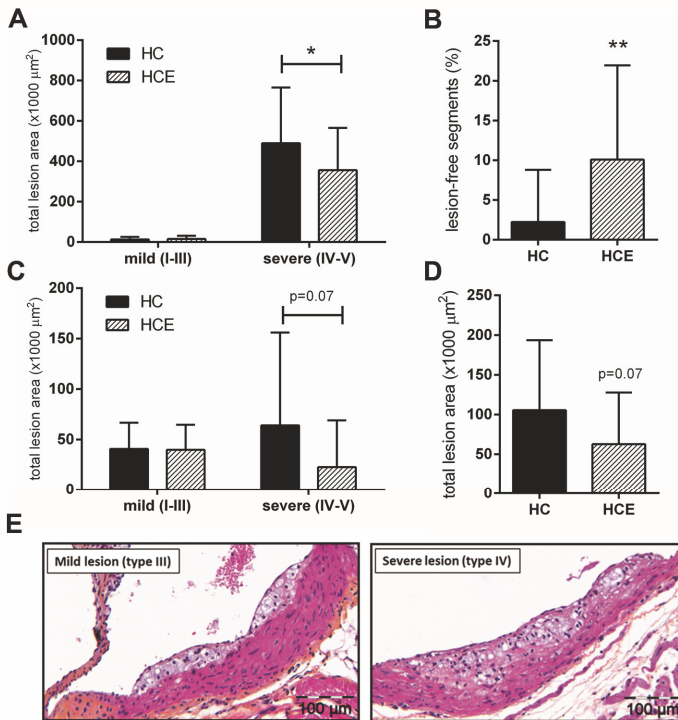 A
total lesion area (x1000 μm²)
1000
800
600
400
200
0
HC
HCE
*
mild (I-III)
severe (IV-V)
B
lesion-free segments (%)
25
20
15
10
5
0
**
HC
HCE
C
total lesion area (x1000 μm²)
200
150
100
50
0
HC
HCE
p=0.07
mild (I-III)
severe (IV-V)
D
total lesion area (x1000 μm²)
250
200
150
100
50
0
p=0.07
HC
HCE
E
Mild lesion (type III)
100 μm
Severe lesion (type IV)
100 μm